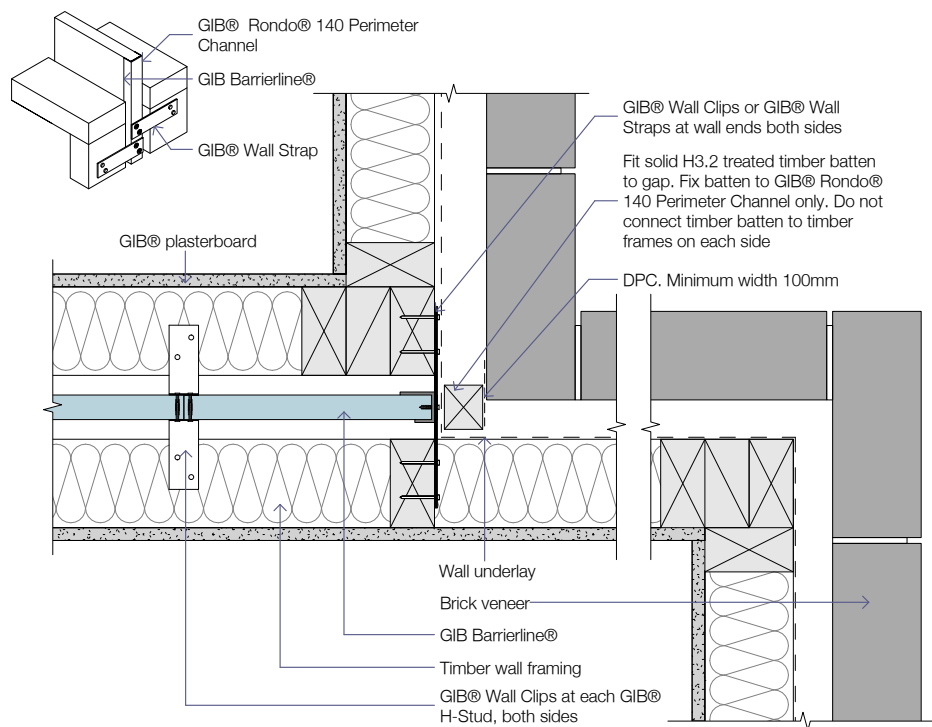 GIB® Rondo® 140 Perimeter
Channel
GIB Barrierline®
GIB® Wall Strap
GIB® plasterboard
GIB® Wall Clips or GIB® Wall
Straps at wall ends both sides
Fit solid H3.2 treated timber batten
to gap. Fix batten to GIB® Rondo®
140 Perimeter Channel only. Do not
connect timber batten to timber
frames on each side
DPC. Minimum width 100mm
Wall underlay
Brick veneer
GIB Barrierline®
Timber wall framing
GIB® Wall Clips at each GIB®
H-Stud, both sides